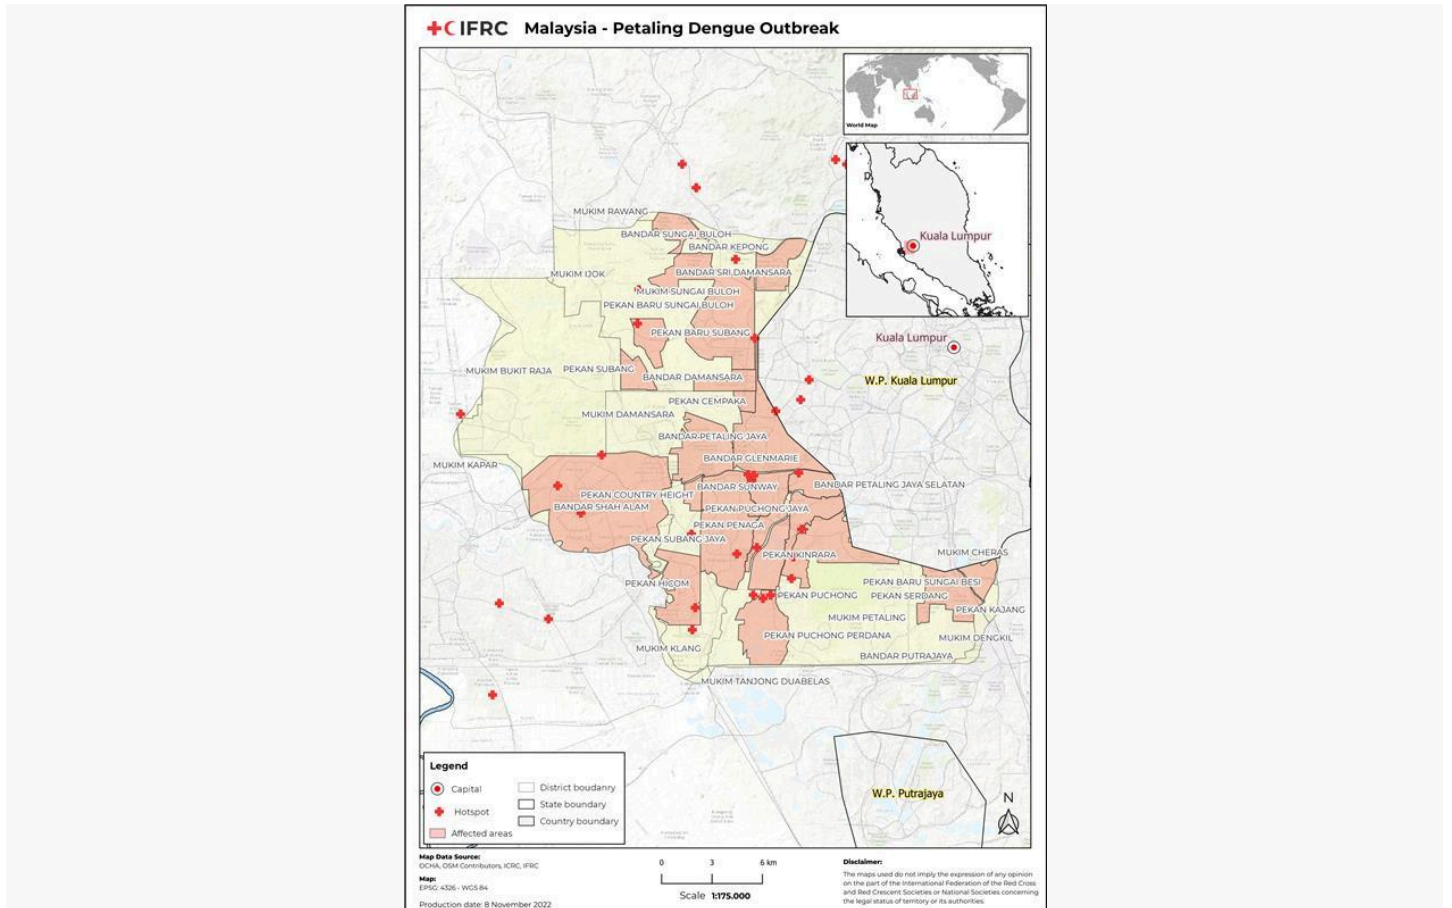 IFRC Malaysia - Petaling Dengue Outbreak
World Map
Kuala Lumpur
MUKIM RAWANG
BANDAR SUNGAI BULOH
BANDAR KEPONG
MUKIM IJOK
BANDAR SRI DAMANSARA
MUKIM SUNGAI BULOH
PEKAN BARU SUNGAI BULOH
PEKAN BARU SUBANG
Kuala Lumpur
MUKIM BUKIT RAJA
PEKAN SUBANG
BANDAR DAMANSARA
W.P. Kuala Lumpur
PEKAN CEMPAKA
MUKIM DAMANSARA
BANDAR PETALING JAYA
MUKIM KAPAR
BANDAR GLENMARIE
BANDAR SUNWAY
BANDAR PETALING JAYA SELATAN
PEKAN COUNTRY HEIGHT
BANDAR SHAH ALAM
PEKAN PUCHONG JAYA
PEKAN PENAGA
PEKAN SUBANG JAYA
PEKAN KINRARA
MUKIM CHERAS
PEKAN HICOM
PEKAN BARU SUNGAI BESI
PEKAN PUCHONG
PEKAN SERDANG
PEKAN KAJANG
MUKIM PETALING
PEKAN PUCHONG PERDANA
MUKIM DENGKIL
MUKIM KLANG
BANDAR PUTRAJAYA
MUKIM TANJONG DUABELAS
W.P. Putrajaya
N
Legend
Capital
Hotspot
Affected areas
District boudanry
State boundary
Country boundary
Map Data Source:
OCHA, OSM Contributors, ICRC, IFRC
Map:
EPSG: 4326 - WGS 84
Production date: 8 November 2022
0 3 6 km
Scale 1:175.000
Disclaimer:
The maps used do not imply the expression of any opinion
on the part of the International Federation of the Red Cross
and Red Crescent Societies or National Societies concerning
the legal status of territory or its authorities.